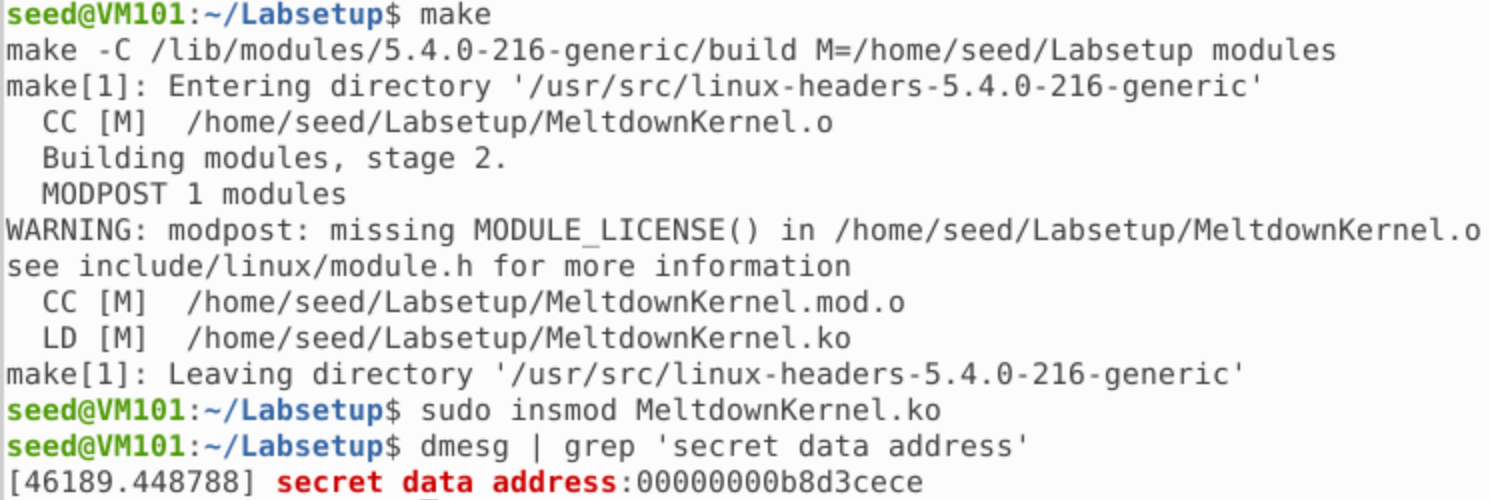 seed@VM101:~/Labsetup$ make
make -C /lib/modules/5.4.0-216-generic/build M=/home/seed/Labsetup modules
make[1]: Entering directory '/usr/src/linux-headers-5.4.0-216-generic'
  CC [M]  /home/seed/Labsetup/MeltdownKernel.o
  Building modules, stage 2.
  MODPOST 1 modules
WARNING: modpost: missing MODULE_LICENSE() in /home/seed/Labsetup/MeltdownKernel.o
see include/linux/module.h for more information
  CC [M]  /home/seed/Labsetup/MeltdownKernel.mod.o
  LD [M]  /home/seed/Labsetup/MeltdownKernel.ko
make[1]: Leaving directory '/usr/src/linux-headers-5.4.0-216-generic'
seed@VM101:~/Labsetup$ sudo insmod MeltdownKernel.ko
seed@VM101:~/Labsetup$ dmesg | grep 'secret data address'
[46189.448788] secret data address:00000000b8d3cece